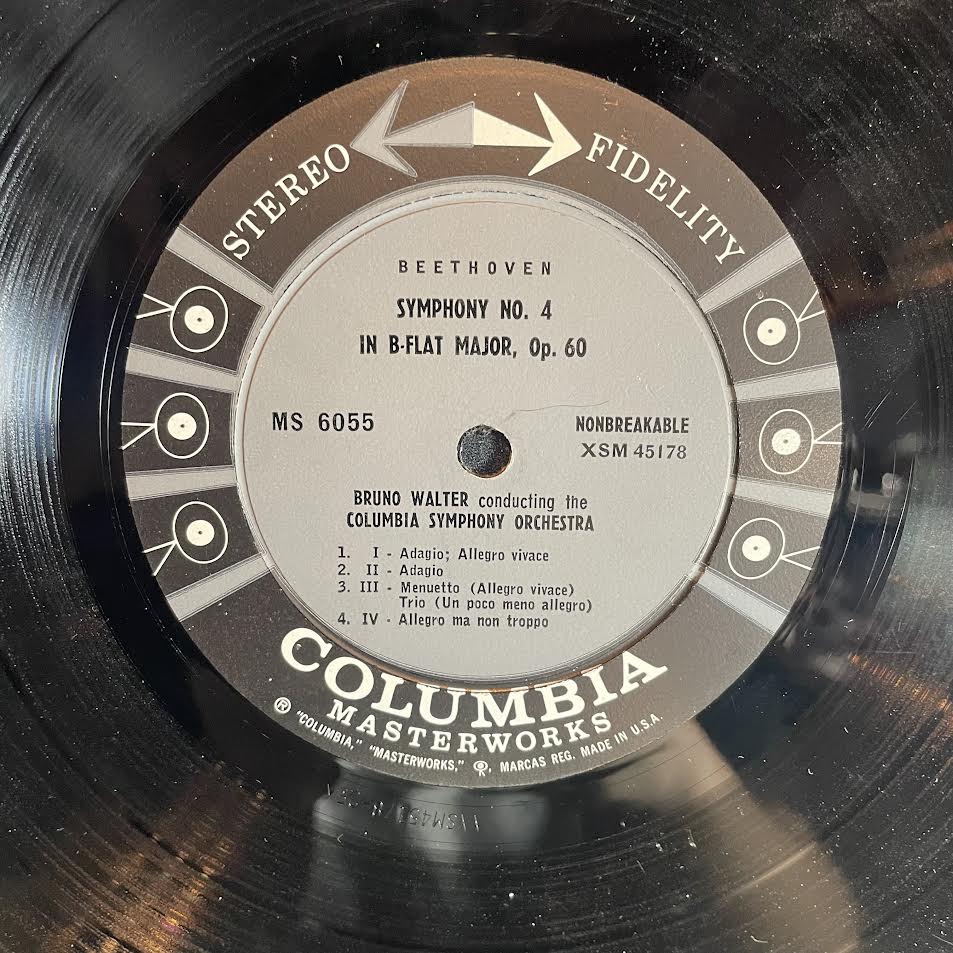 STEREO FIDELITY
BEETHOVEN
SYMPHONY NO. 4
IN B-FLAT MAJOR, Op. 60
MS 6055
NONBREAKABLE
XSM 45178
BRUNO WALTER conducting the
COLUMBIA SYMPHONY ORCHESTRA
1. I - Adagio; Allegro vivace
2. II - Adagio
3. III - Menuetto (Allegro vivace)
Trio (Un poco meno allegro)
4. IV - Allegro ma non troppo
COLUMBIA
MASTERWORKS
® "COLUMBIA," "MASTERWORKS," , MARCAS REG. MADE IN U.S.A.